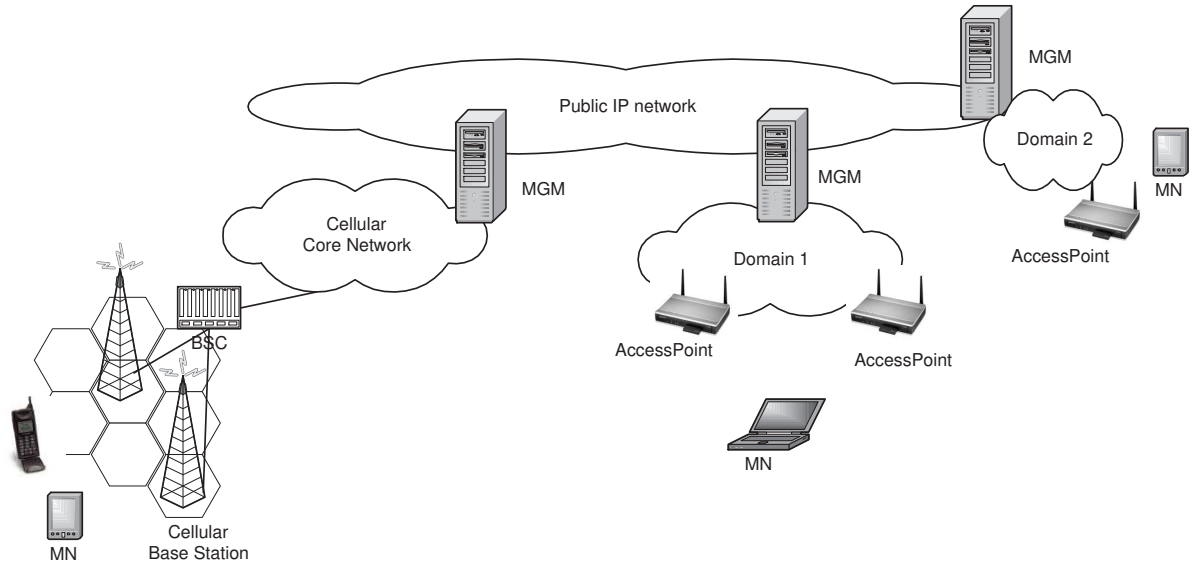 MGM
Public IP network
Domain 2
MGM
MGM
MN
Cellular
Core Network
Domain 1
AccessPoint
BSC
AccessPoint
AccessPoint
MN
Cellular
Base Station
MN